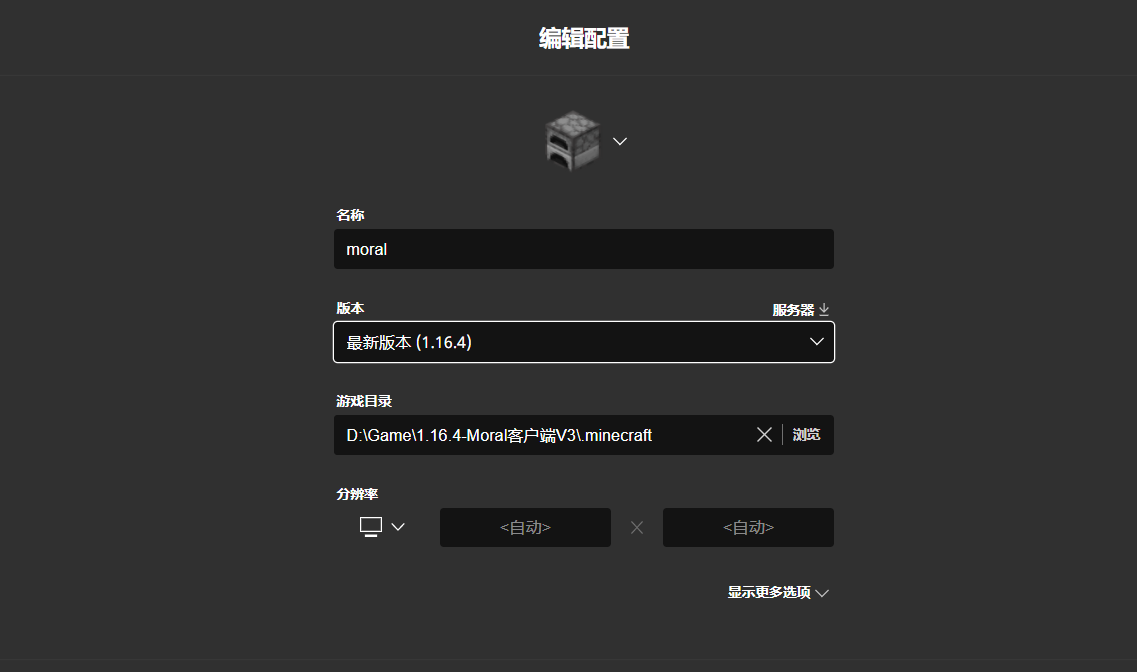 编辑配置
名称
moral
版本
服务器
最新版本 (1.16.4)
游戏目录
D:\Game\1.16.4-Moral客户端V3\.minecraft
浏览
分辨率
<自动>
<自动>
显示更多选项